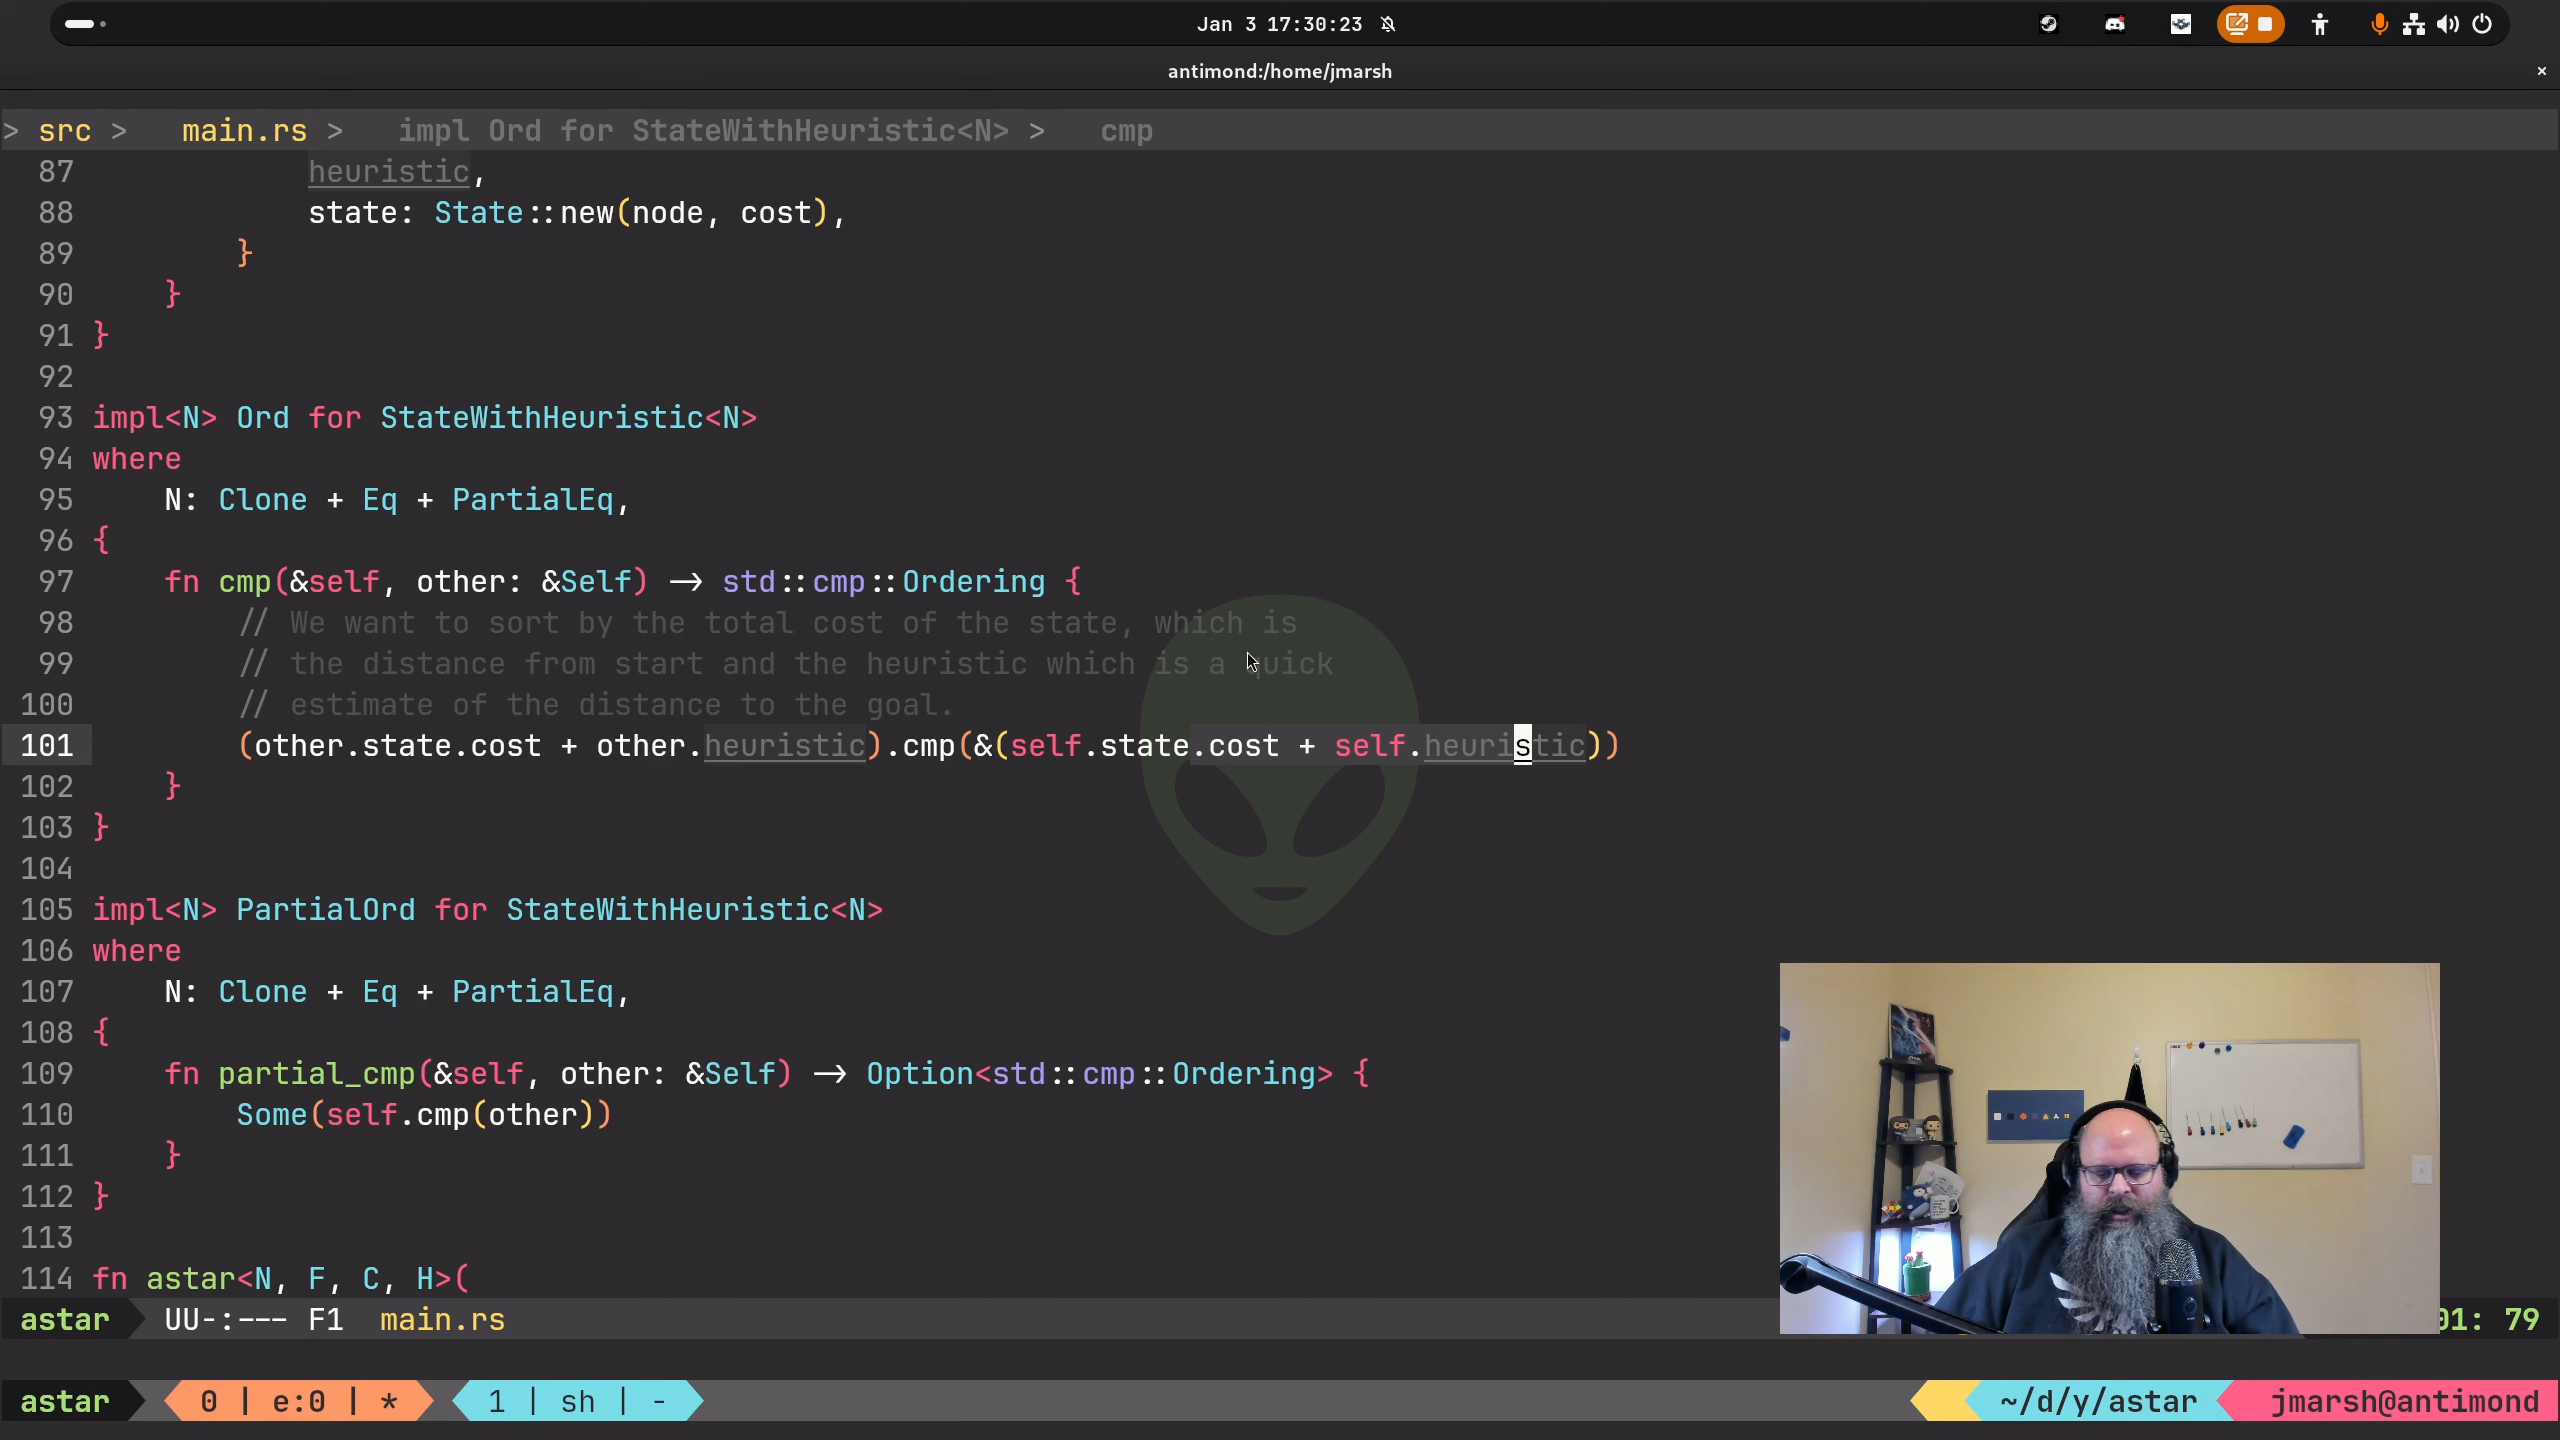 Jan 3 17:30:23
antimond:/home/jmarsh
> src > main.rs > impl Ord for StateWithHeuristic<N> > cmp
87 heuristic,
88 state: State::new(node, cost),
89 }
90 }
91 }
92
93 impl<N> Ord for StateWithHeuristic<N>
94 where
95 N: Clone + Eq + PartialEq,
96 {
97 fn cmp(&self, other: &Self) -> std::cmp::Ordering {
98 // We want to sort by the total cost of the state, which is
99 // the distance from start and the heuristic which is a quick
100 // estimate of the distance to the goal.
101 (other.state.cost + other.heuristic).cmp(&(self.state.cost + self.heuristic))
102 }
103 }
104
105 impl<N> PartialOrd for StateWithHeuristic<N>
106 where
107 N: Clone + Eq + PartialEq,
108 {
109 fn partial_cmp(&self, other: &Self) -> Option<std::cmp::Ordering> {
110 Some(self.cmp(other))
111 }
112 }
113
114 fn astar<N, F, C, H>(
astar UU-:--- F1 main.rs 01: 79
astar 0 | e:0 | * 1 | sh | - ~/d/y/astar jmarsh@antimond